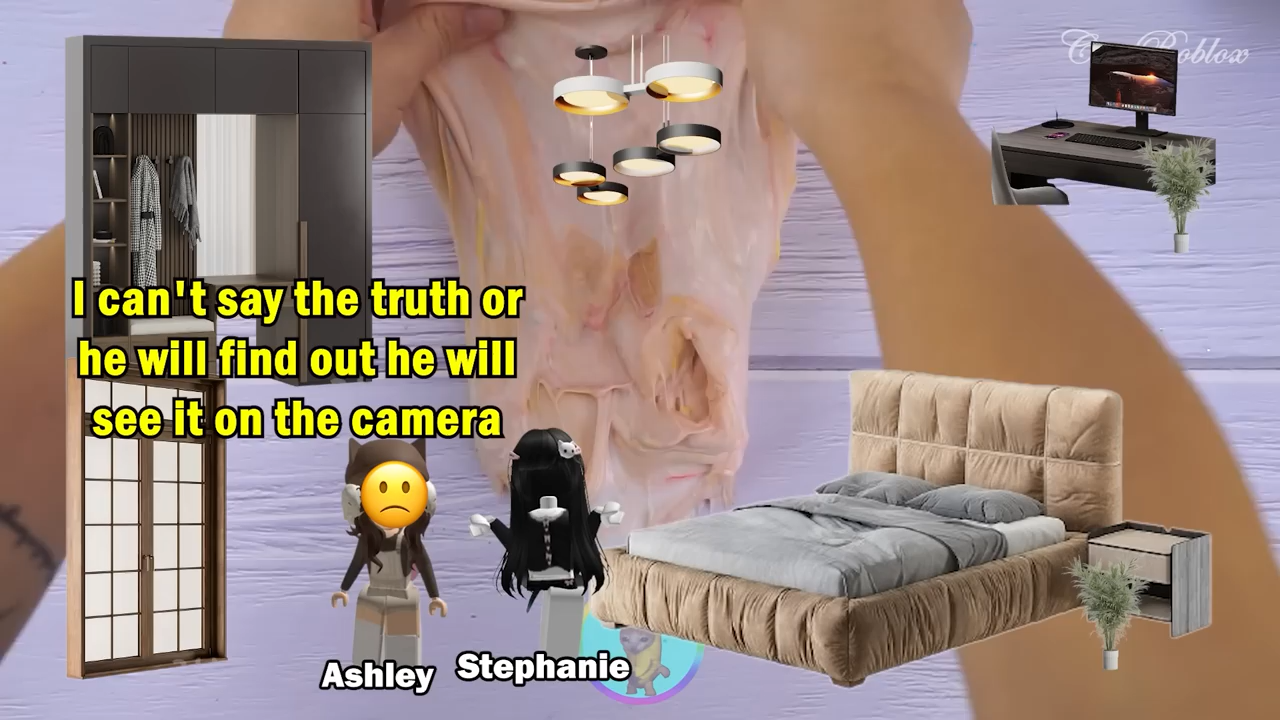 I can't say the truth or
he will find out he will
see it on the camera
Ashley
Stephanie